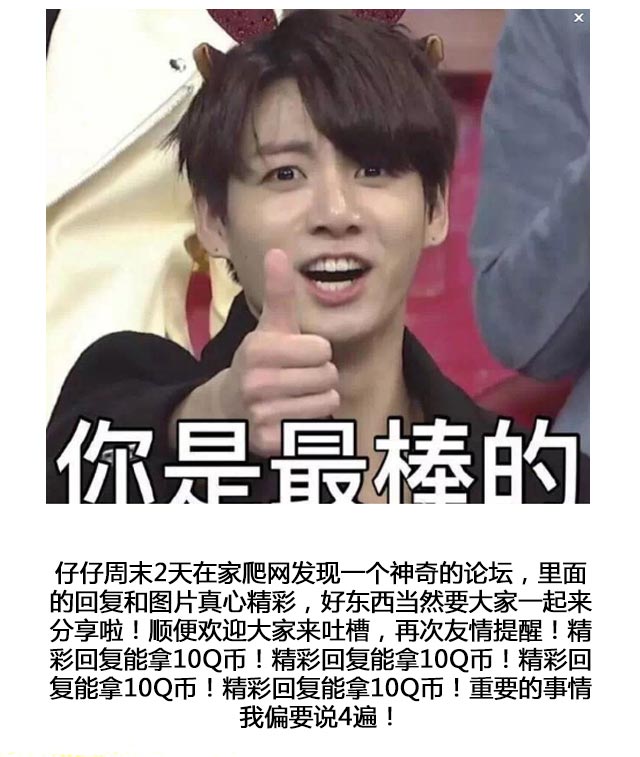 你是最棒的
仔仔周末2天在家爬网发现一个神奇的论坛，里面
的回复和图片真心精彩，好东西当然要大家一起来
分享啦！顺便欢迎大家来吐槽，再次友情提醒！精
彩回复能拿10Q币！精彩回复能拿10Q币！精彩回
复能拿10Q币！精彩回复能拿10Q币！重要的事情
我偏要说4遍！